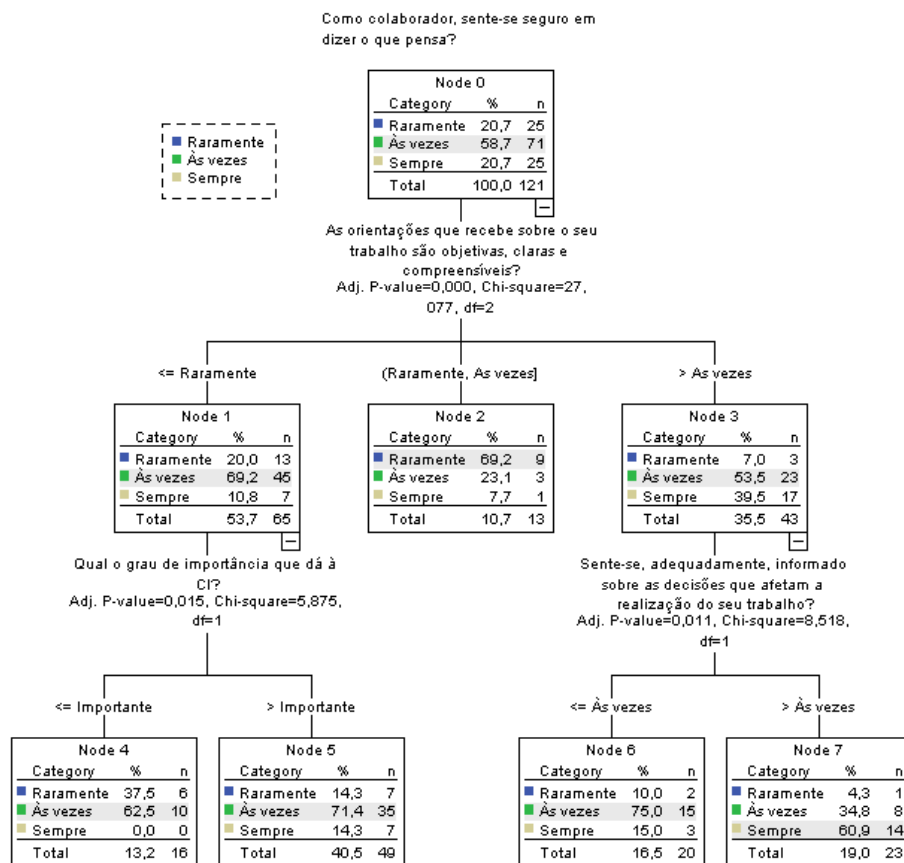 Como colaborador, sente-se seguro em
dizer o que pensa?
Raramente
Às vezes
Sempre
Node 0
Category % n
Raramente 20,7 25
Às vezes 58,7 71
Sempre 20,7 25
Total 100,0 121
As orientações que recebe sobre o seu
trabalho são objetivas, claras e
compreensíveis?
Adj. P-value=0,000, Chi-square=27,
077, df=2
<= Raramente
(Raramente, As vezes]
> As vezes
Node 1
Category % n
Raramente 20,0 13
Às vezes 69,2 45
Sempre 10,8 7
Total 53,7 65
Node 2
Category % n
Raramente 69,2 9
Às vezes 23,1 3
Sempre 7,7 1
Total 10,7 13
Node 3
Category % n
Raramente 7,0 3
Às vezes 53,5 23
Sempre 39,5 17
Total 35,5 43
Qual o grau de importância que dá à
CI?
Adj. P-value=0,015, Chi-square=5,875,
df=1
Sente-se, adequadamente, informado
sobre as decisões que afetam a
realização do seu trabalho?
Adj. P-value=0,011, Chi-square=8,518,
df=1
<= Importante
> Importante
<= Às vezes
> Às vezes
Node 4
Category % n
Raramente 37,5 6
Às vezes 62,5 10
Sempre 0,0 0
Total 13,2 16
Node 5
Category % n
Raramente 14,3 7
Às vezes 71,4 35
Sempre 14,3 7
Total 40,5 49
Node 6
Category % n
Raramente 10,0 2
Às vezes 75,0 15
Sempre 15,0 3
Total 16,5 20
Node 7
Category % n
Raramente 4,3 1
Às vezes 34,8 8
Sempre 60,9 14
Total 19,0 23